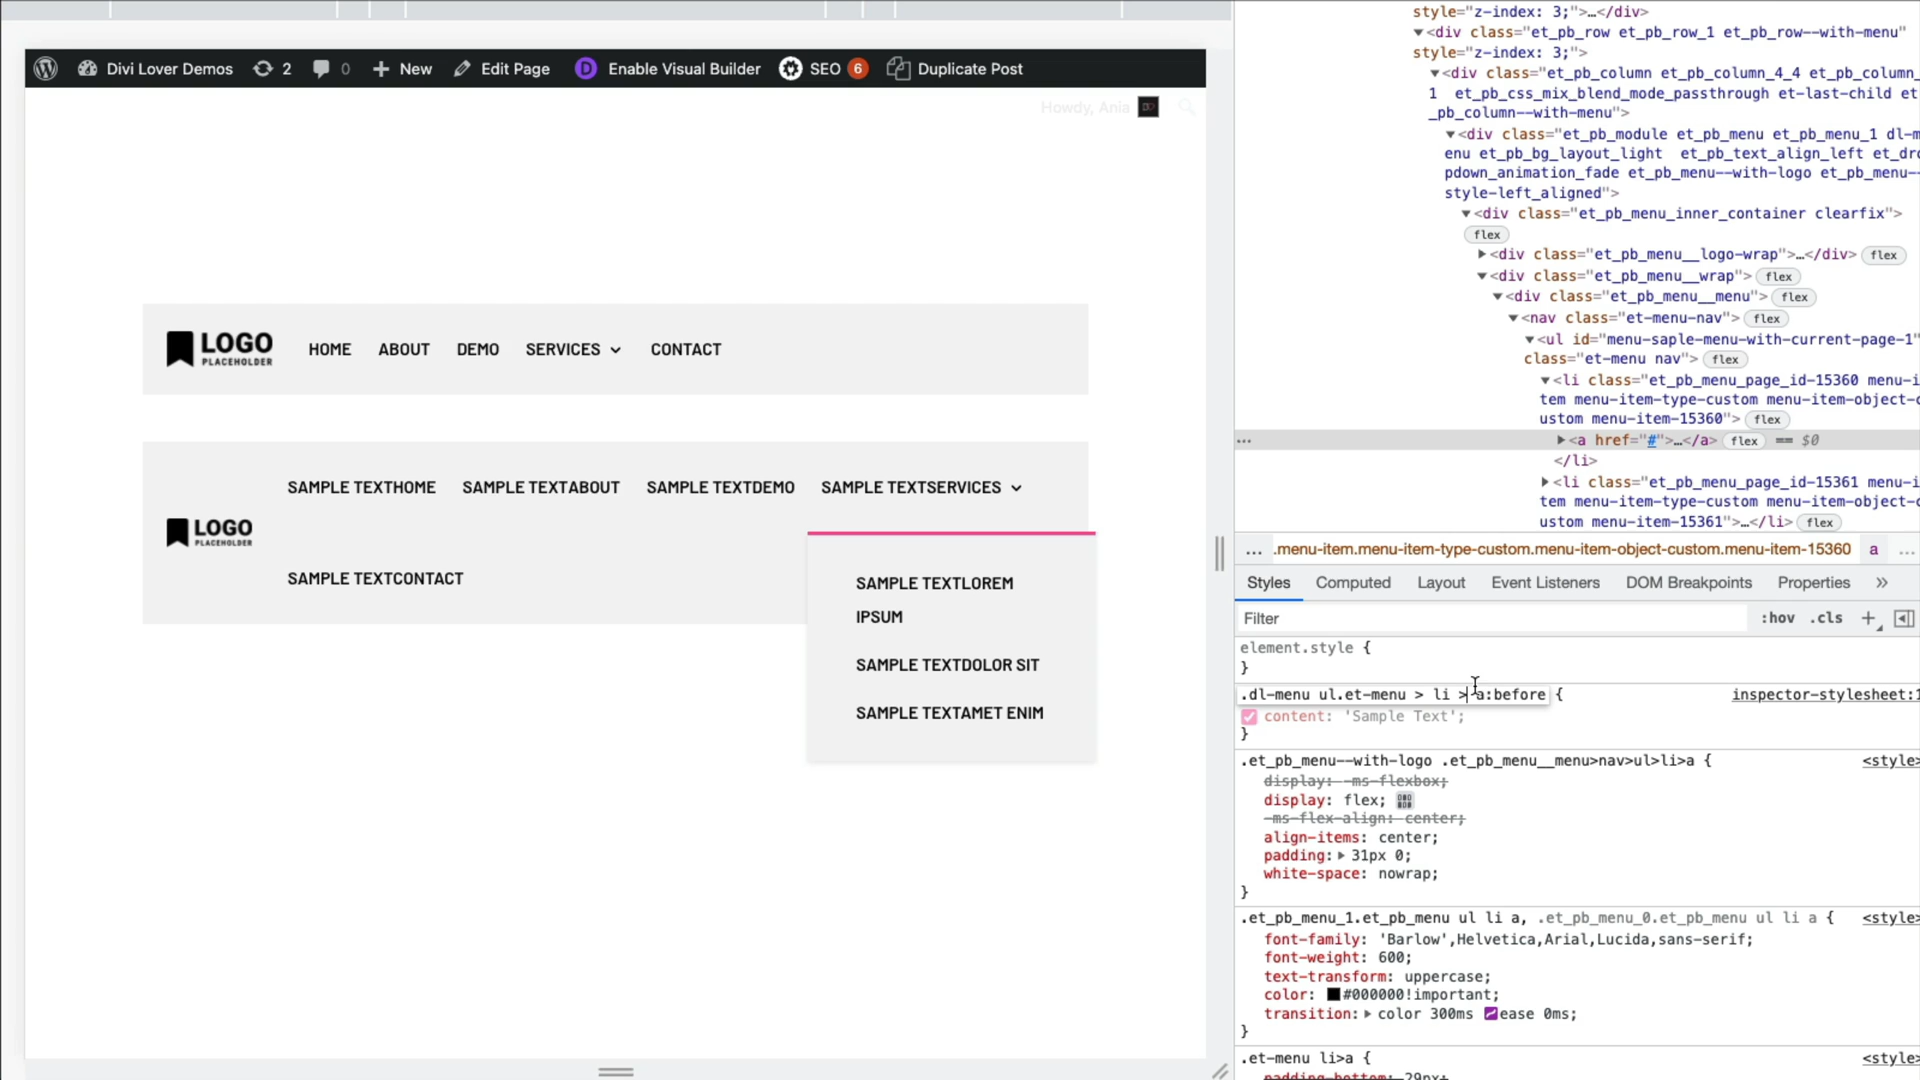 Divi Lover Demos 2 0 New Edit Page Enable Visual Builder SEO 6 Duplicate Post
Howdy, Ania
LOGO
PLACEHOLDER
HOME ABOUT DEMO SERVICES CONTACT
SAMPLE TEXTHOME SAMPLE TEXTABOUT SAMPLE TEXTDEMO SAMPLE TEXTSERVICES
LOGO
PLACEHOLDER
SAMPLE TEXTCONTACT
SAMPLE TEXTLOREM
IPSUM
SAMPLE TEXTDOLOR SIT
SAMPLE TEXTAMET ENIM
style="z-index: 3;">…</div>
▼<div class="et_pb_row et_pb_row_1 et_pb_row--with-menu"
style="z-index: 3;">
▼<div class="et_pb_column et_pb_column_4_4 et_pb_column_
1 et_pb_css_mix_blend_mode_passthrough et-last-child et
_pb_column--with-menu">
▼<div class="et_pb_module et_pb_menu et_pb_menu_1 dl-m
enu et_pb_bg_layout_light et_pb_text_align_left et_dro
pdown_animation_fade et_pb_menu--with-logo et_pb_menu--
style-left_aligned">
▼<div class="et_pb_menu_inner_container clearfix">
flex
▶<div class="et_pb_menu__logo-wrap">…</div> flex
▼<div class="et_pb_menu__wrap"> flex
▼<div class="et_pb_menu__menu"> flex
▼<nav class="et-menu-nav"> flex
▼<ul id="menu-saple-menu-with-current-page-1"
class="et-menu nav"> flex
▼<li class="et_pb_menu_page_id-15360 menu-i
tem menu-item-type-custom menu-item-object-c
ustom menu-item-15360"> flex
… ▶<a href="#">…</a> flex == $0
</li>
▶<li class="et_pb_menu_page_id-15361 menu-i
tem menu-item-type-custom menu-item-object-c
ustom menu-item-15361">…</li> flex
… .menu-item.menu-item-type-custom.menu-item-object-custom.menu-item-15360 a …
Styles Computed Layout Event Listeners DOM Breakpoints Properties »
Filter :hov .cls +
element.style {
}
.dl-menu ul.et-menu > li > a:before { inspector-stylesheet:1
content: 'Sample Text';
}
.et_pb_menu--with-logo .et_pb_menu__menu>nav>ul>li>a { <style>
display: -ms-flexbox;
display: flex;
-ms-flex-align: center;
align-items: center;
padding: ▶ 31px 0;
white-space: nowrap;
}
.et_pb_menu_1.et_pb_menu ul li a, .et_pb_menu_0.et_pb_menu ul li a { <style>
font-family: 'Barlow',Helvetica,Arial,Lucida,sans-serif;
font-weight: 600;
text-transform: uppercase;
color: #000000!important;
transition: ▶ color 300ms ease 0ms;
}
.et-menu li>a { <style>
padding-bottom: 29px;